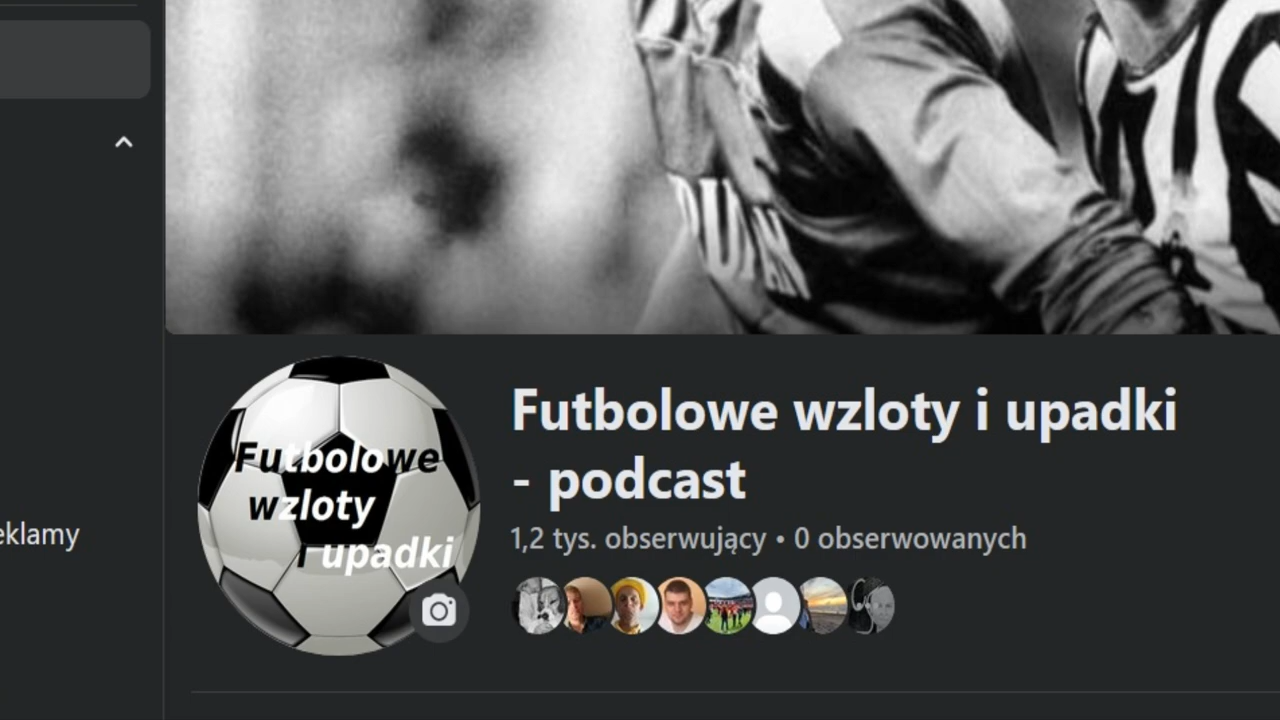 Futbolowe wzloty i upadki
- podcast
1,2 tys. obserwujący • 0 obserwowanych
Futbolowe
wzloty
i upadki
eklamy